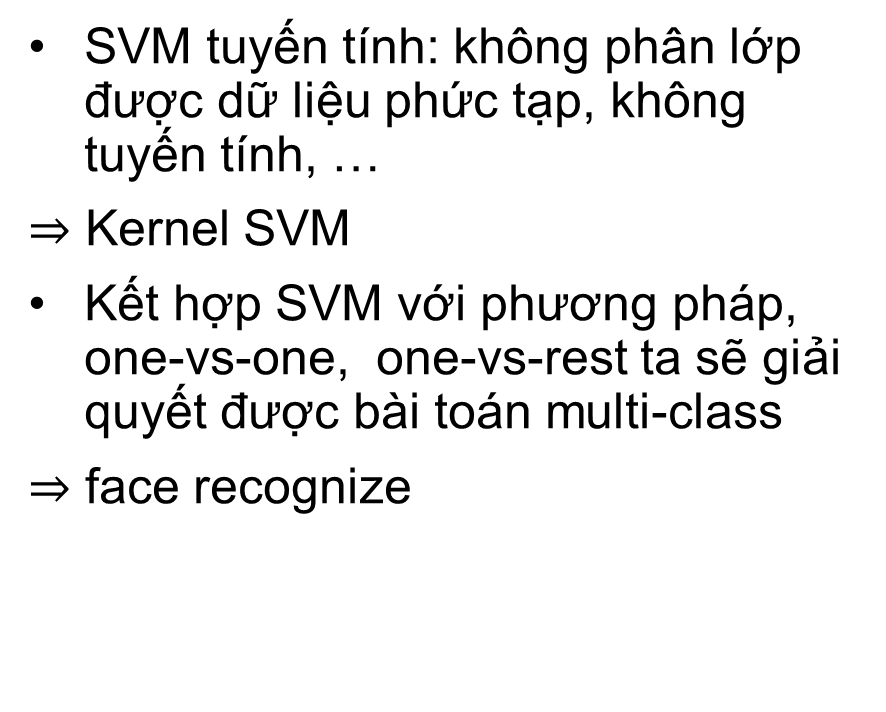 • SVM tuyến tính: không phân lớp
được dữ liệu phức tạp, không
tuyến tính, …
⇒ Kernel SVM
• Kết hợp SVM với phương pháp,
one-vs-one, one-vs-rest ta sẽ giải
quyết được bài toán multi-class
⇒ face recognize